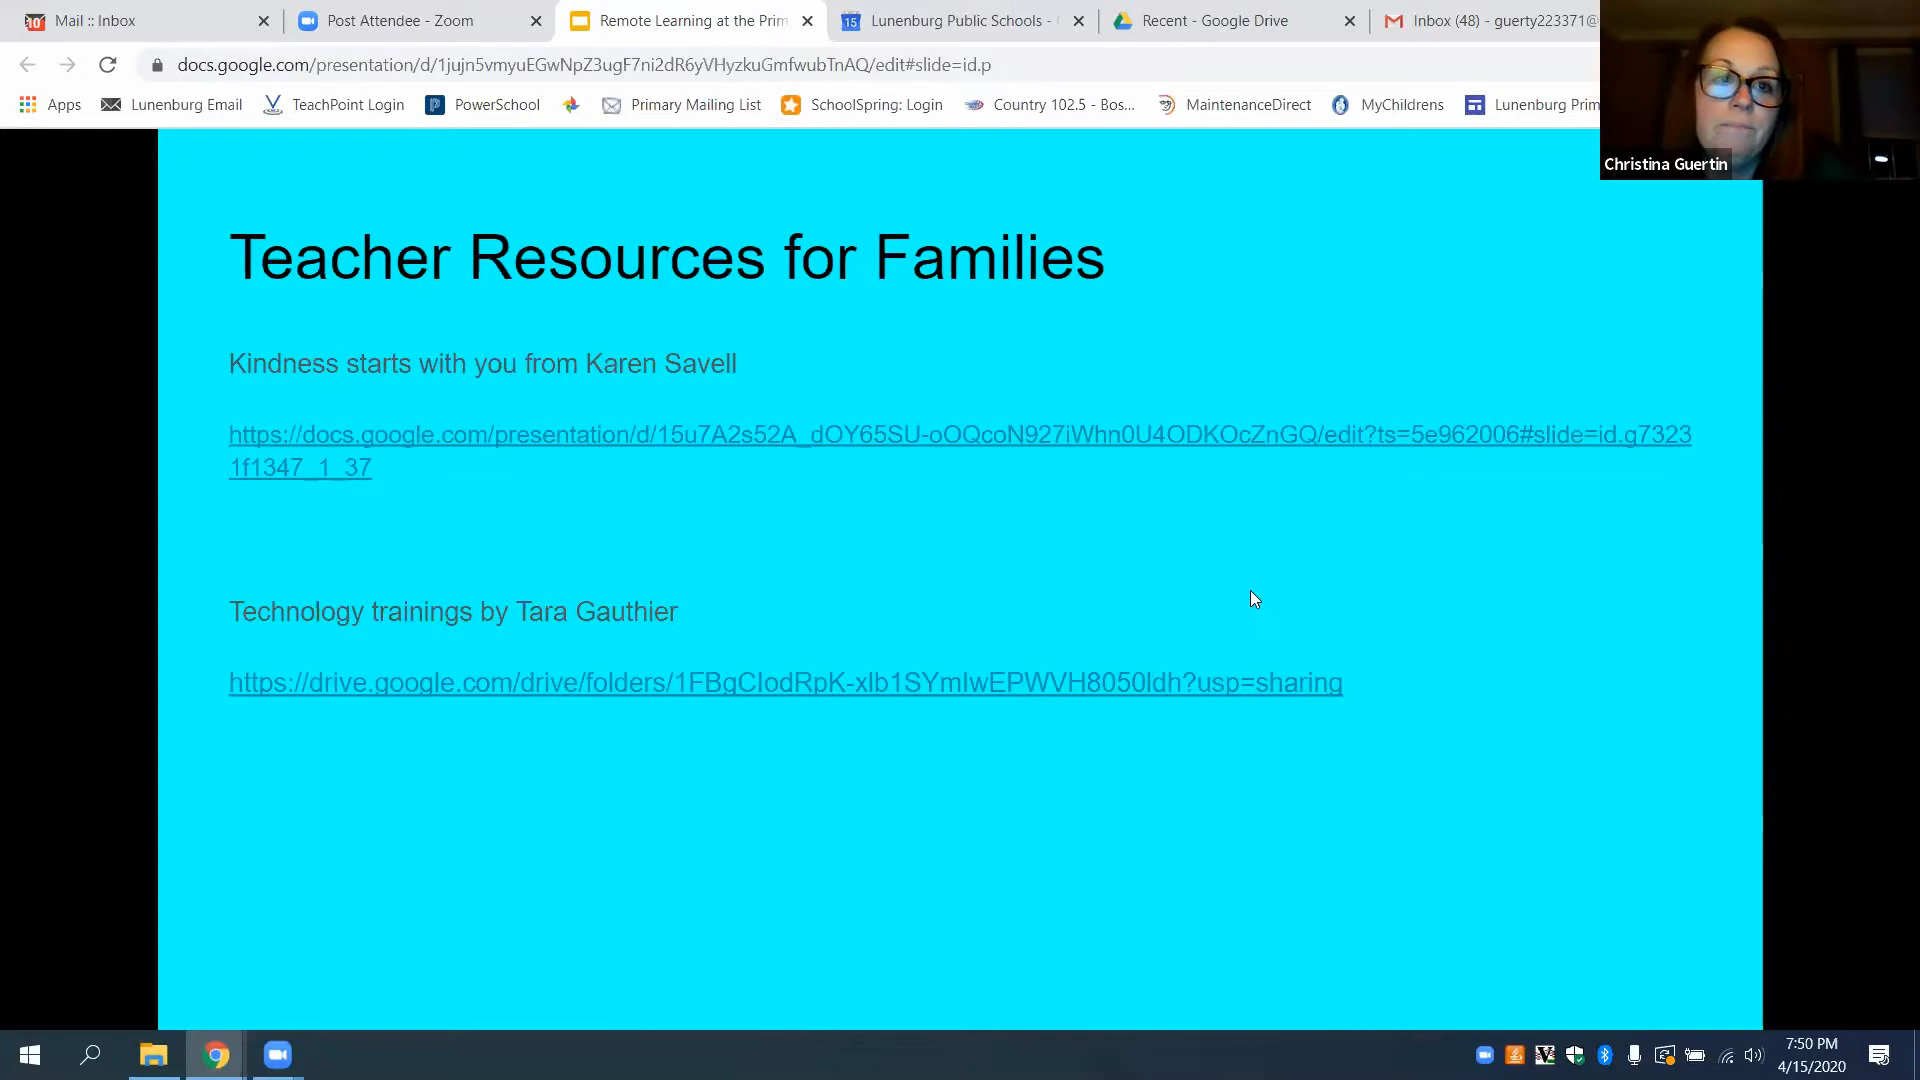 Mail :: Inbox
Post Attendee - Zoom
Remote Learning at the Prim
Lunenburg Public Schools -
Recent - Google Drive
Inbox (48) - guerty223371@
docs.google.com/presentation/d/1jujn5vmyuEGwNpZ3ugF7ni2dR6yVHyzkuGmfwubTnAQ/edit#slide=id.p
Apps
Lunenburg Email
TeachPoint Login
PowerSchool
Primary Mailing List
SchoolSpring: Login
Country 102.5 - Bos...
MaintenanceDirect
MyChildrens
Lunenburg Prim
Christina Guertin
Teacher Resources for Families
Kindness starts with you from Karen Savell
https://docs.google.com/presentation/d/15u7A2s52A_dOY65SU-oOQcoN927iWhn0U4ODKOcZnGQ/edit?ts=5e962006#slide=id.g7323
1f1347_1_37
Technology trainings by Tara Gauthier
https://drive.google.com/drive/folders/1FBgCIodRpK-xlb1SYmIwEPWVH8050ldh?usp=sharing
7:50 PM
4/15/2020